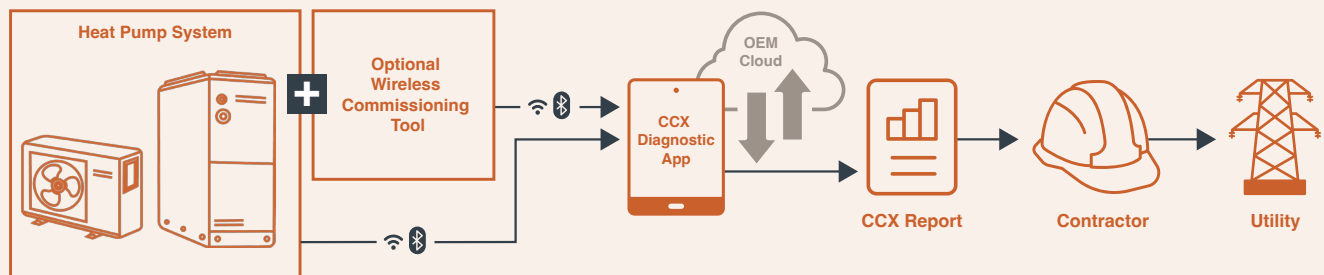 Heat Pump System
Optional
Wireless
Commissioning
Tool
OEM
Cloud
CCX
Diagnostic
App
CCX Report
Contractor
Utility